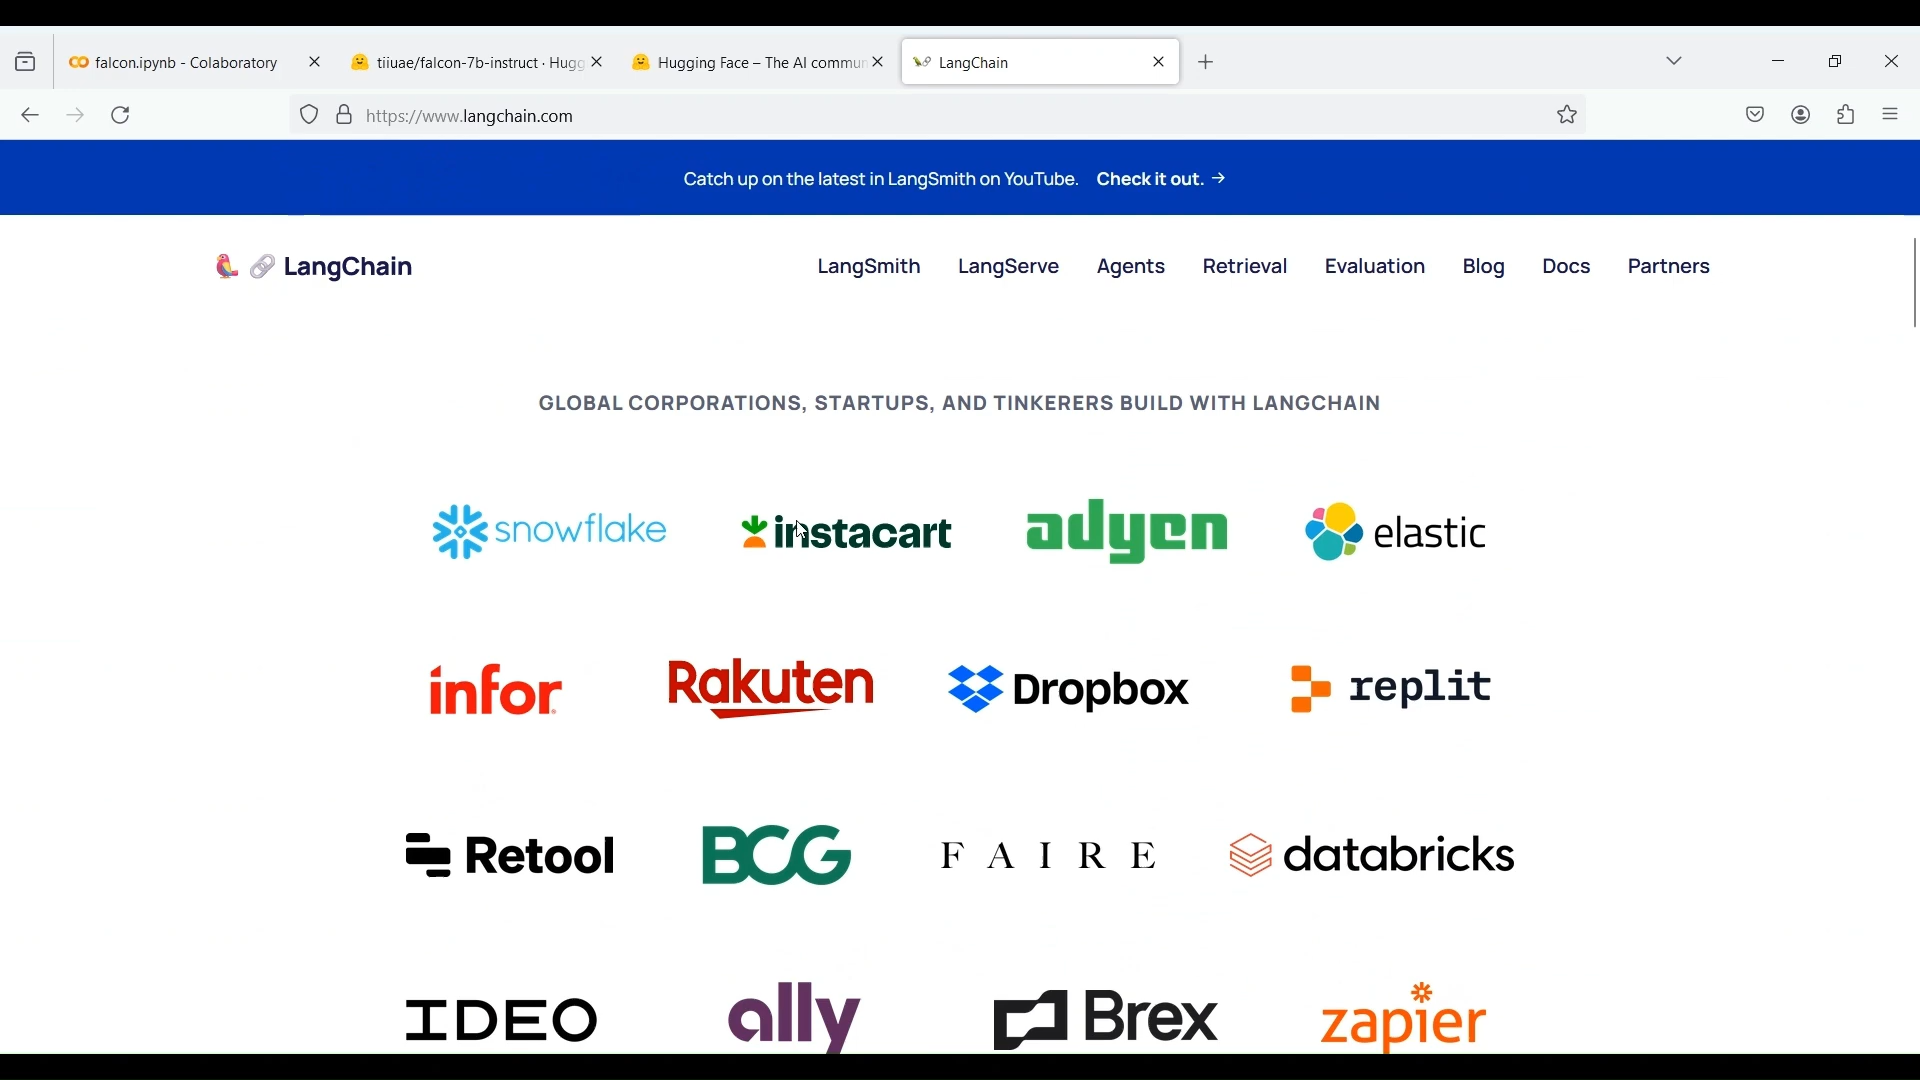 falcon.ipynb - Colaboratory
tiiuae/falcon-7b-instruct · Hugg
Hugging Face – The AI commun
LangChain
https://www.langchain.com
Catch up on the latest in LangSmith on YouTube. Check it out. →
LangChain
LangSmith LangServe Agents Retrieval Evaluation Blog Docs Partners
GLOBAL CORPORATIONS, STARTUPS, AND TINKERERS BUILD WITH LANGCHAIN
snowflake instacart adyen elastic
infor Rakuten Dropbox replit
Retool BCG FAIRE databricks
IDEO ally Brex zapier